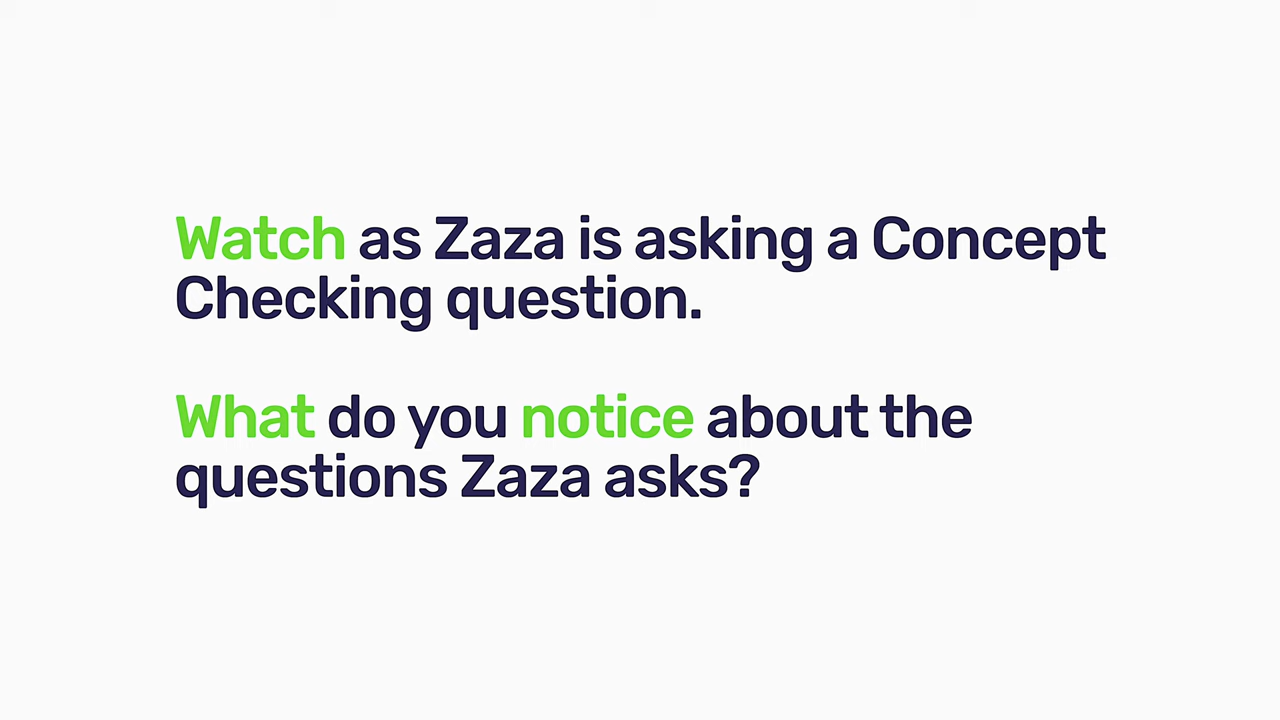 Watch as Zaza is asking a Concept
Checking question.
What do you notice about the
questions Zaza asks?